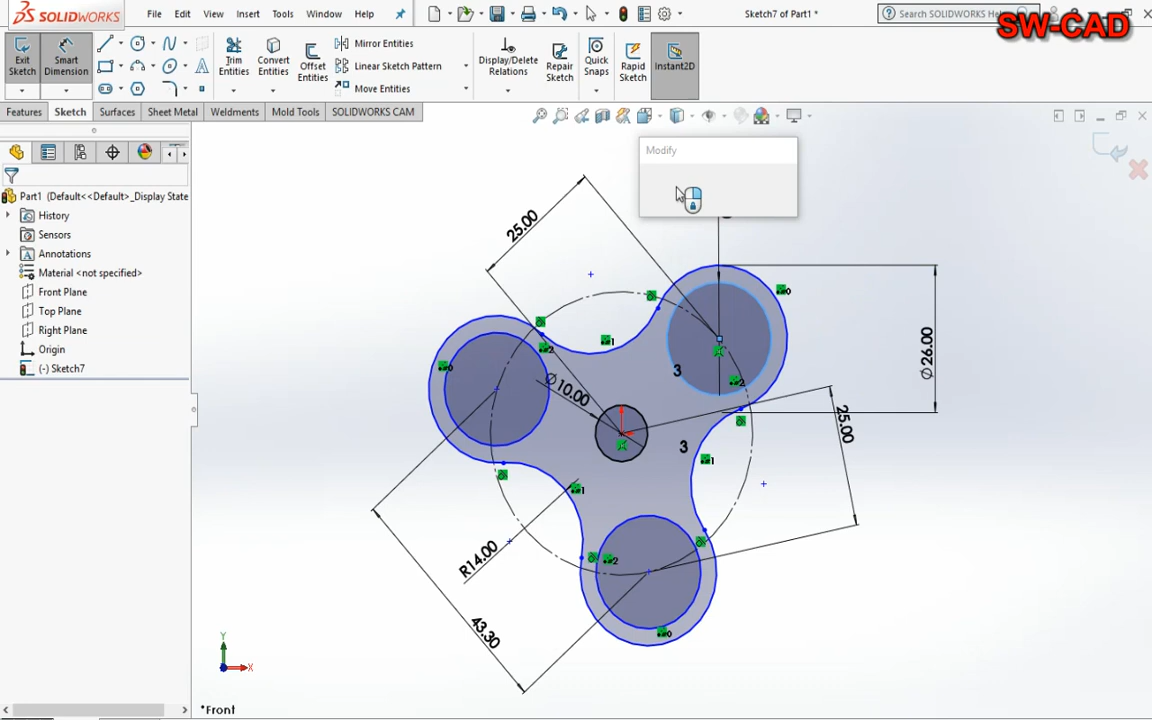 SOLIDWORKS
File Edit View Insert Tools Window Help
Sketch7 of Part1 *
Search SOLIDWORKS Help
SW-CAD
Exit Sketch
Smart Dimension
Trim Entities
Convert Entities
Offset Entities
Mirror Entities
Linear Sketch Pattern
Move Entities
Display/Delete Relations
Repair Sketch
Quick Snaps
Rapid Sketch
Instant2D
Features Sketch Surfaces Sheet Metal Weldments Mold Tools SOLIDWORKS CAM
Modify
Part1 (Default<<Default>_Display State
History
Sensors
Annotations
Material <not specified>
Front Plane
Top Plane
Right Plane
Origin
(-) Sketch7
25.00
Ø26.00
3
Ø10.00
25.00
3
R14.00
43.30
Y
X
*Front